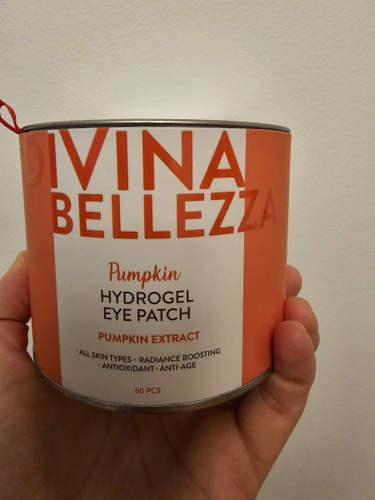 DIVINA
BELLEZZA
Pumpkin
HYDROGEL
EYE PATCH
PUMPKIN EXTRACT
· ALL SKIN TYPES · RADIANCE BOOSTING
· ANTIOXIDANT · ANTI-AGE
60 PCS